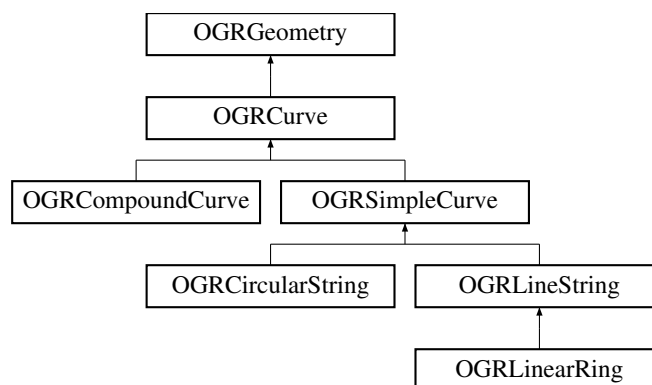 OGRGeometry
OGRCurve
OGRCompoundCurve
OGRSimpleCurve
OGRCircularString
OGRLineString
OGRLinearRing